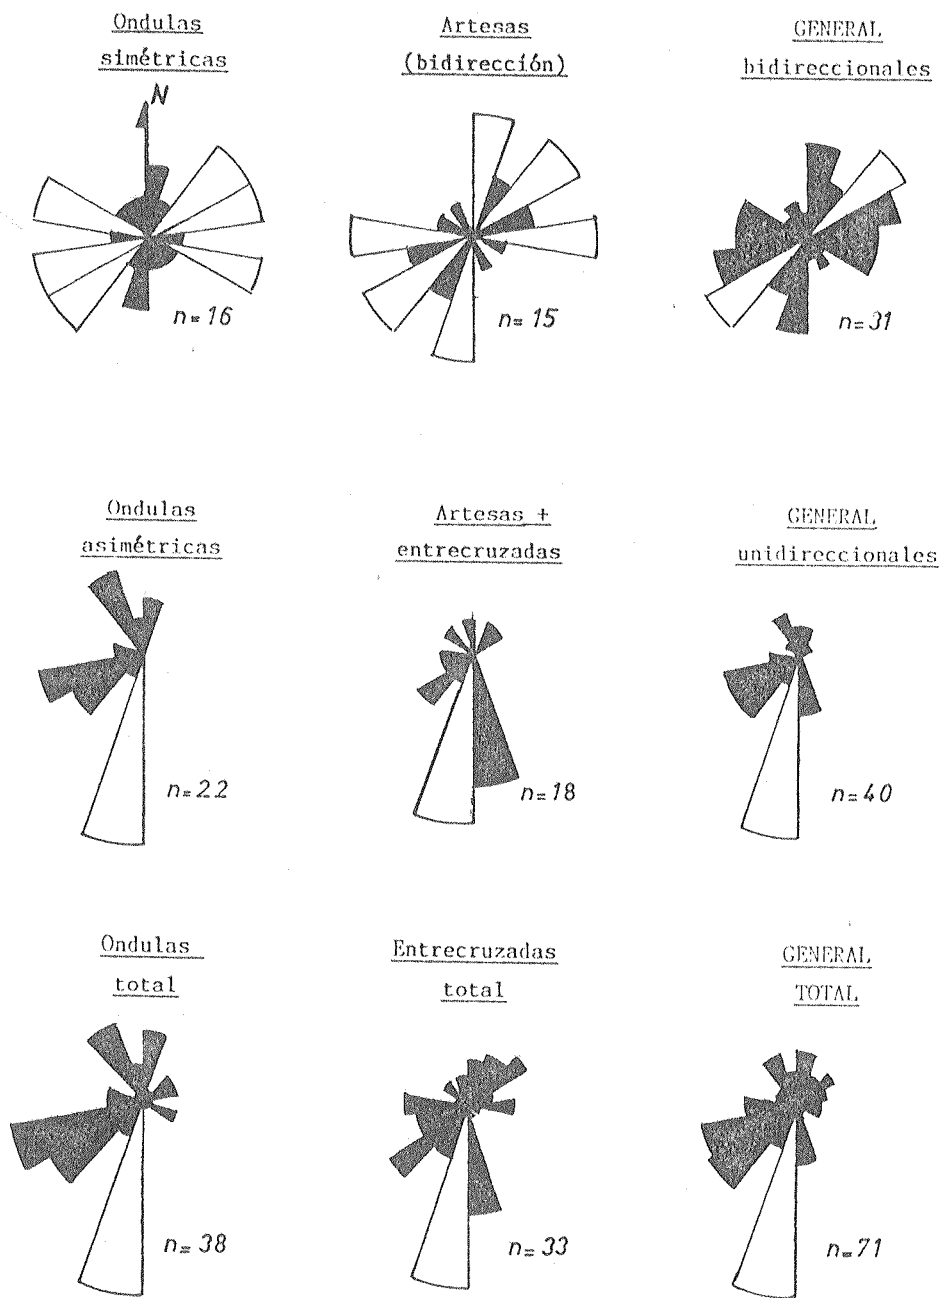 Ondulas
simétricas
Artesas
(bidirección)
GENERAL
bidireccionales
N
n=16
n=15
n=31
Ondulas
asimétricas
Artesas +
entrecruzadas
GENERAL
unidireccionales
n=22
n=18
n=40
Ondulas
total
Entrecruzadas
total
GENERAL
TOTAL
n=38
n=33
n=71